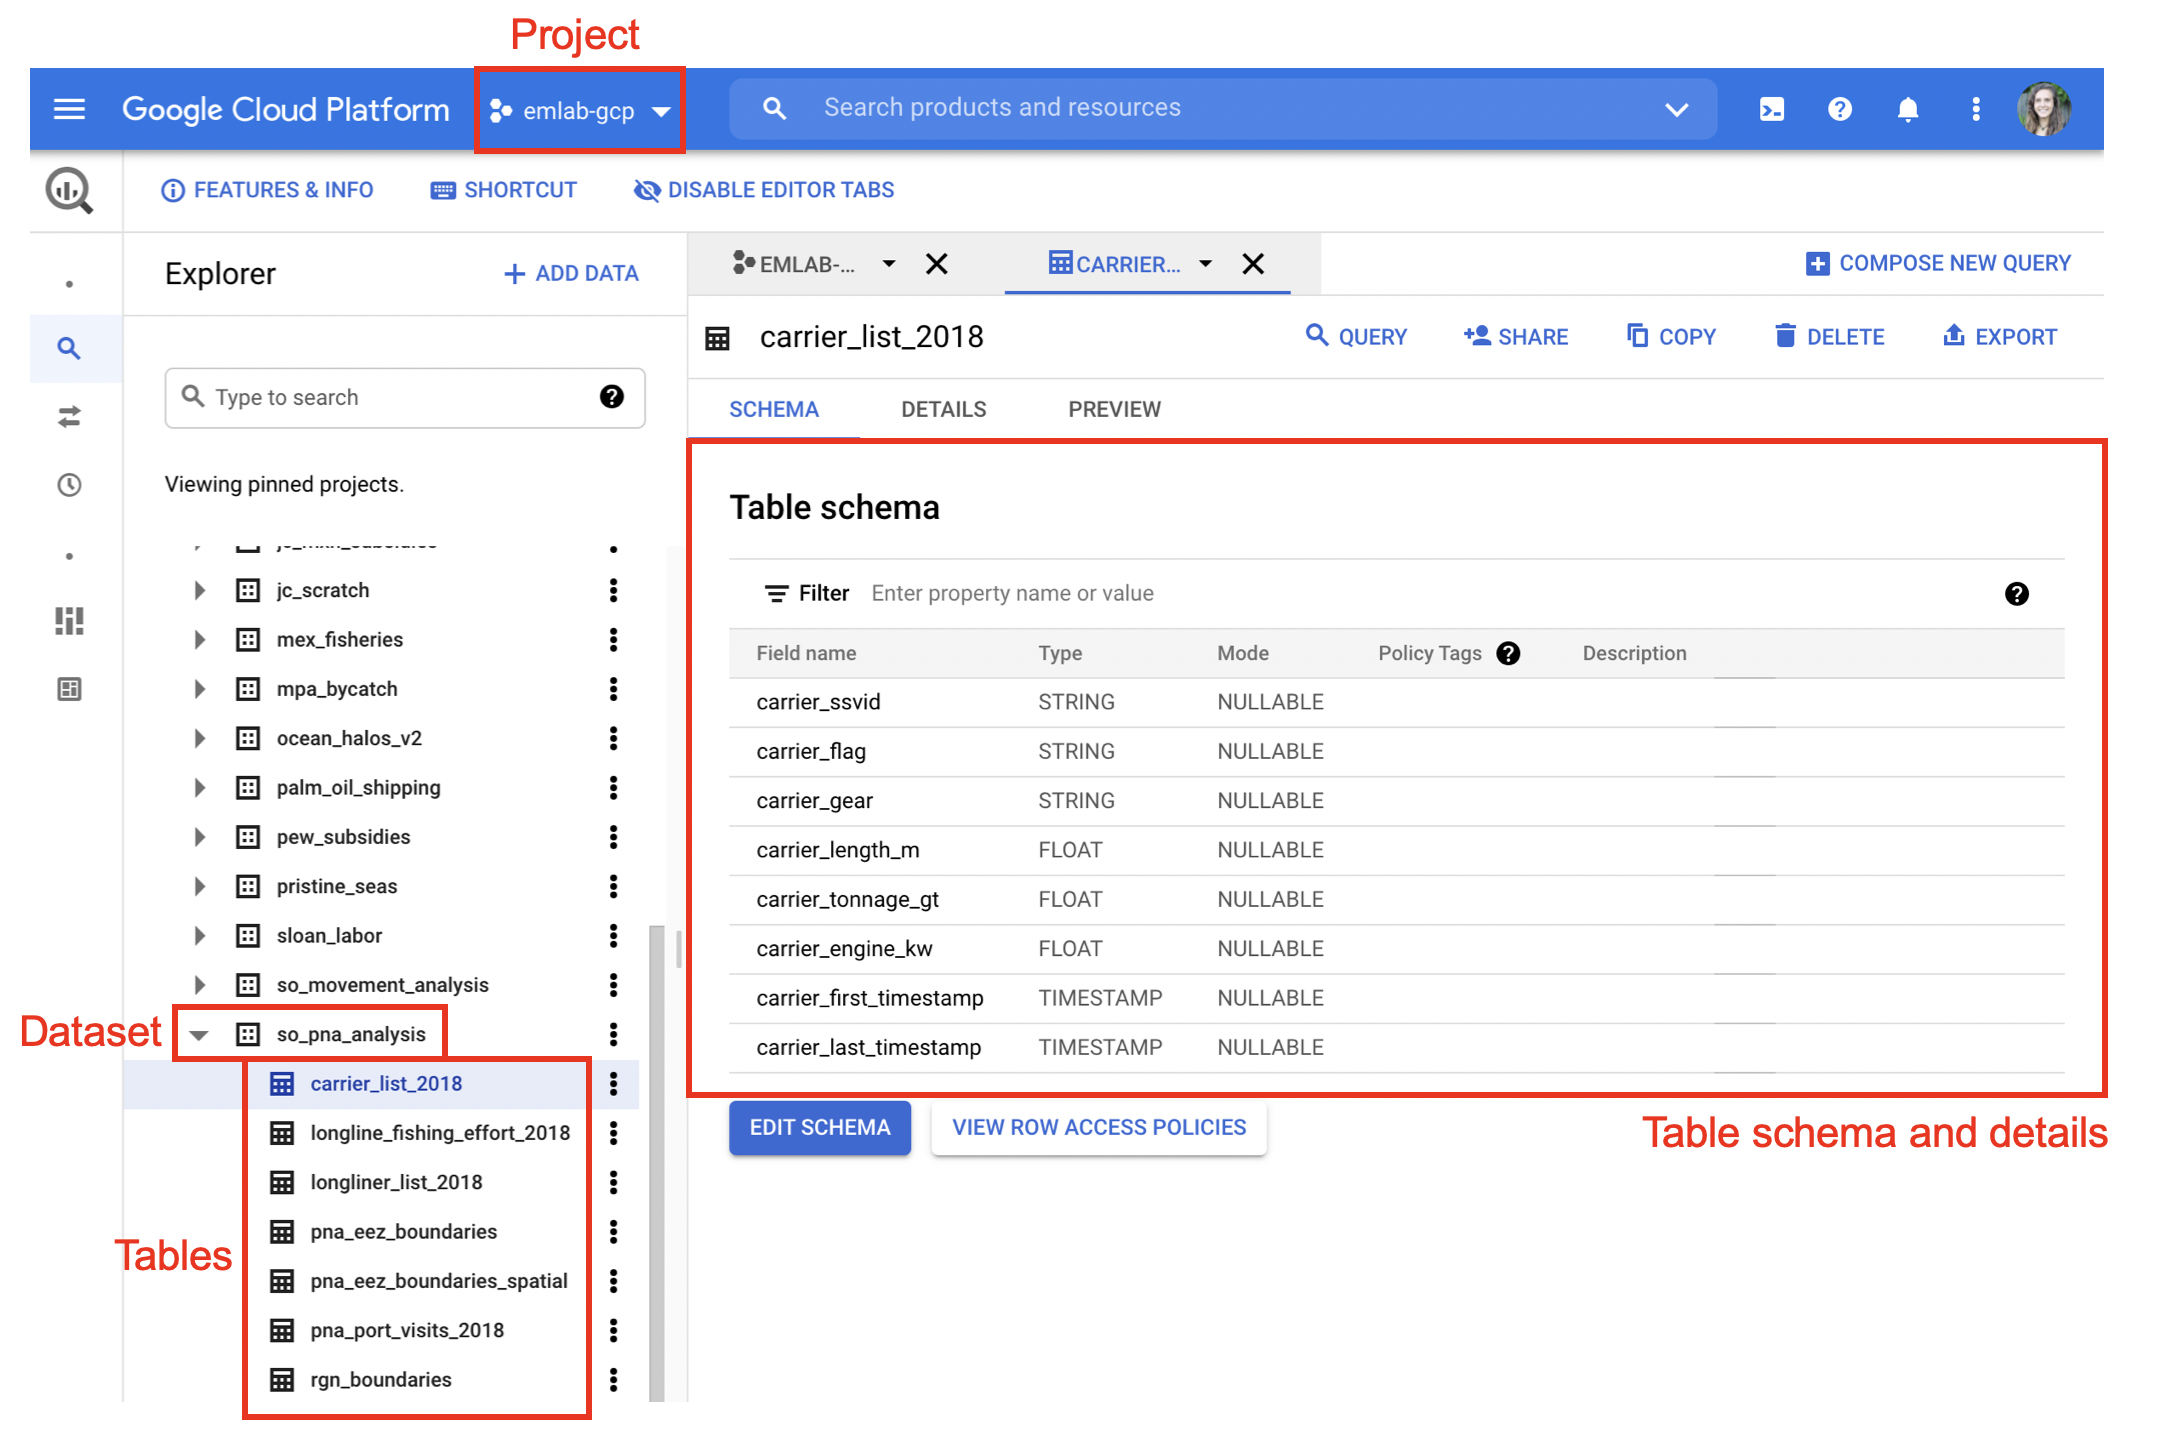 Project
Google Cloud Platform
emlab-gcp
Search products and resources
FEATURES & INFO
SHORTCUT
DISABLE EDITOR TABS
Explorer
ADD DATA
EMLAB-...
CARRIER...
COMPOSE NEW QUERY
carrier_list_2018
QUERY
SHARE
COPY
DELETE
EXPORT
Type to search
SCHEMA
DETAILS
PREVIEW
Viewing pinned projects.
jc_scratch
mex_fisheries
mpa_bycatch
ocean_halos_v2
palm_oil_shipping
pew_subsidies
pristine_seas
sloan_labor
so_movement_analysis
Dataset
so_pna_analysis
carrier_list_2018
longline_fishing_effort_2018
longliner_list_2018
pna_eez_boundaries
Tables
pna_eez_boundaries_spatial
pna_port_visits_2018
rgn_boundaries
Table schema
Filter Enter property name or value
Field name Type Mode Policy Tags Description
carrier_ssvid STRING NULLABLE
carrier_flag STRING NULLABLE
carrier_gear STRING NULLABLE
carrier_length_m FLOAT NULLABLE
carrier_tonnage_gt FLOAT NULLABLE
carrier_engine_kw FLOAT NULLABLE
carrier_first_timestamp TIMESTAMP NULLABLE
carrier_last_timestamp TIMESTAMP NULLABLE
EDIT SCHEMA
VIEW ROW ACCESS POLICIES
Table schema and details